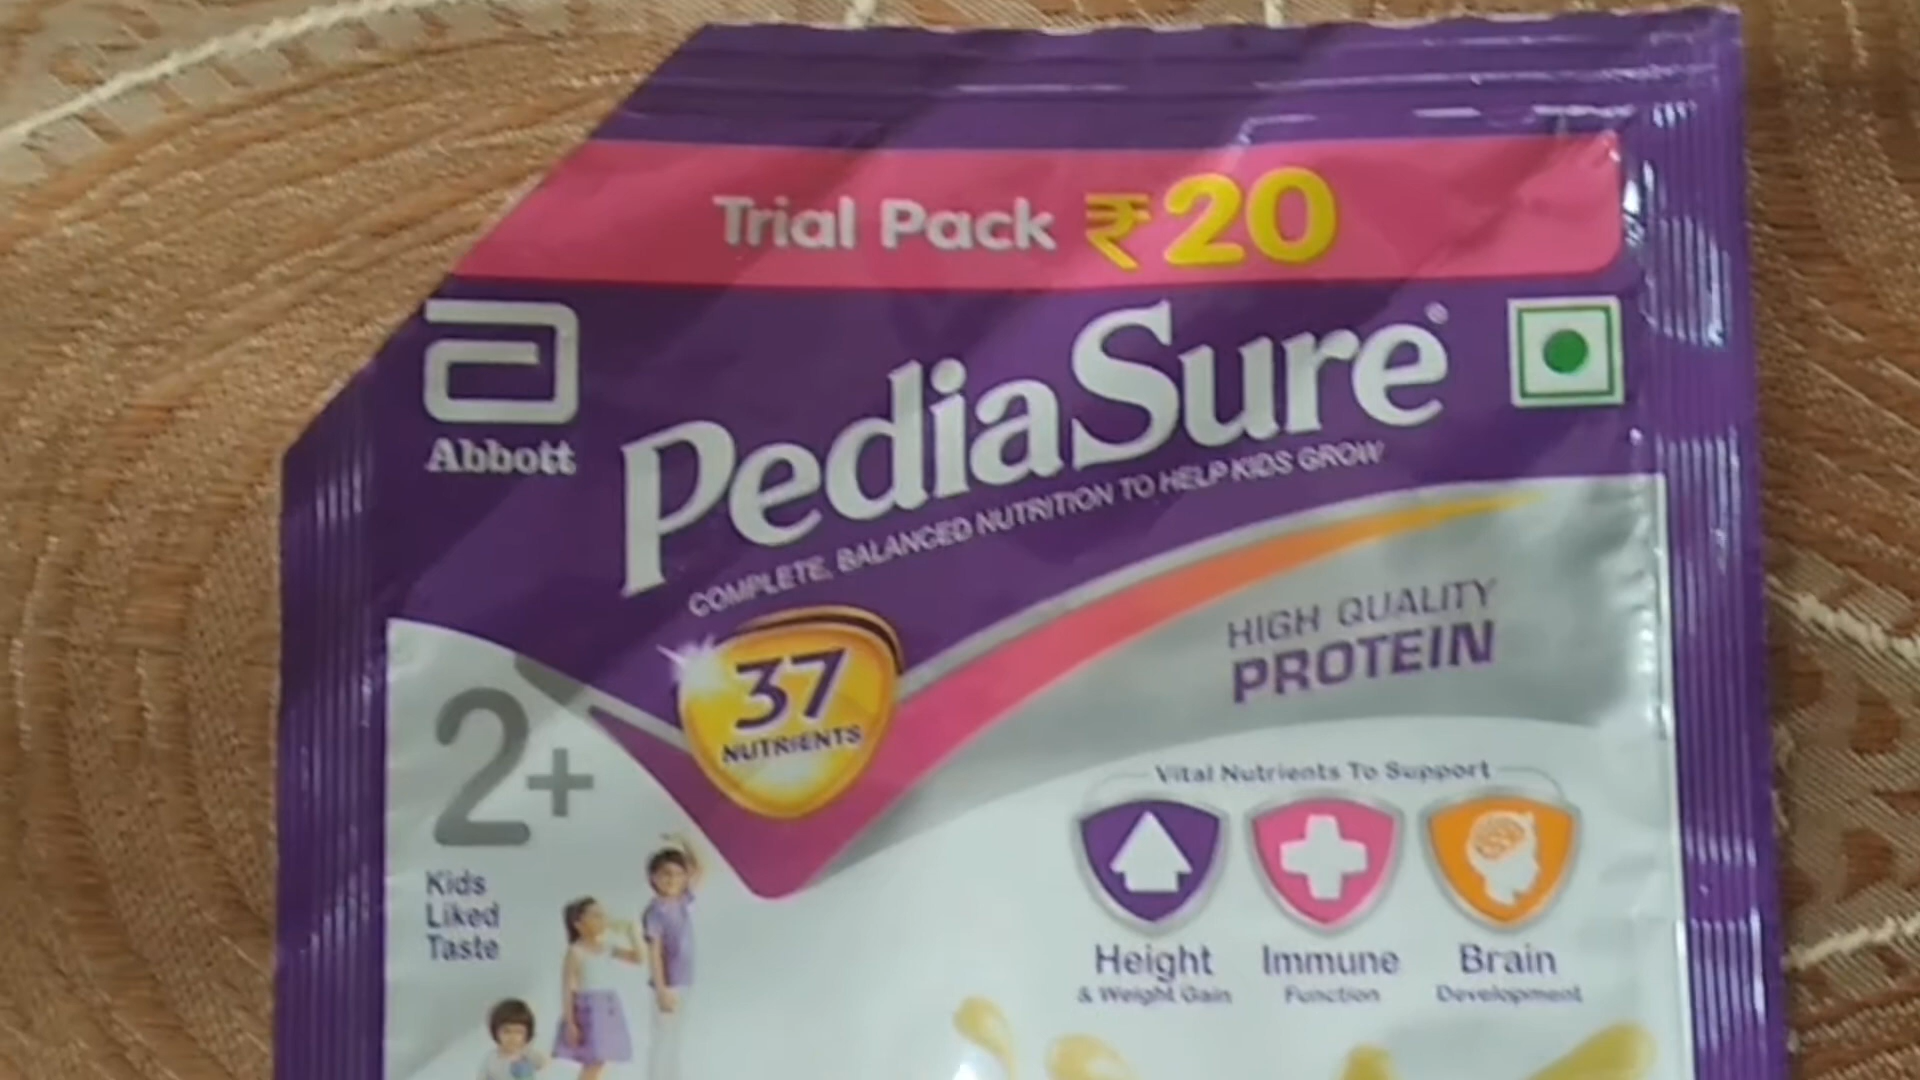 Trial Pack ₹20
Abbott
PediaSure®
COMPLETE, BALANCED NUTRITION TO HELP KIDS GROW
37
NUTRIENTS
HIGH QUALITY
PROTEIN
2+
Kids
Liked
Taste
Vital Nutrients To Support
Height
& Weight Gain
Immune
Function
Brain
Development